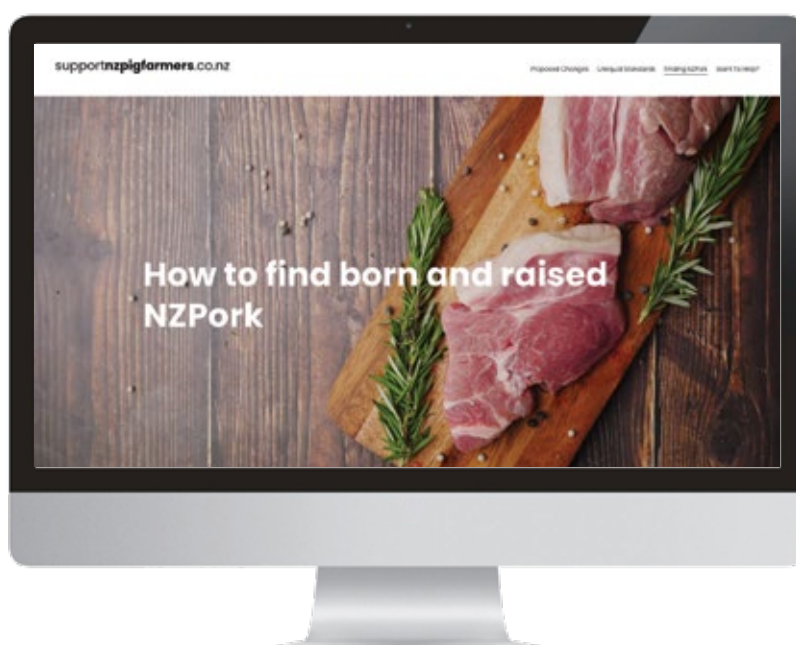 supportnzpigfarmers.co.nz
Proposed Changes Unequal Standards Finding NZPork Want To Help?
How to find born and raised
NZPork